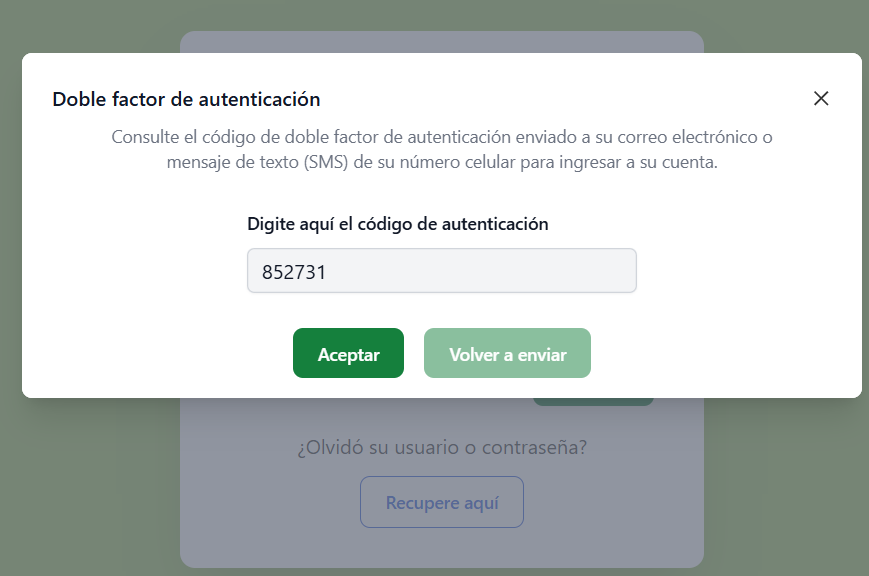 Doble factor de autenticación
Consulte el código de doble factor de autenticación enviado a su correo electrónico o
mensaje de texto (SMS) de su número celular para ingresar a su cuenta.
Digite aquí el código de autenticación
852731
Aceptar
Volver a enviar
¿Olvidó su usuario o contraseña?
Recupere aquí